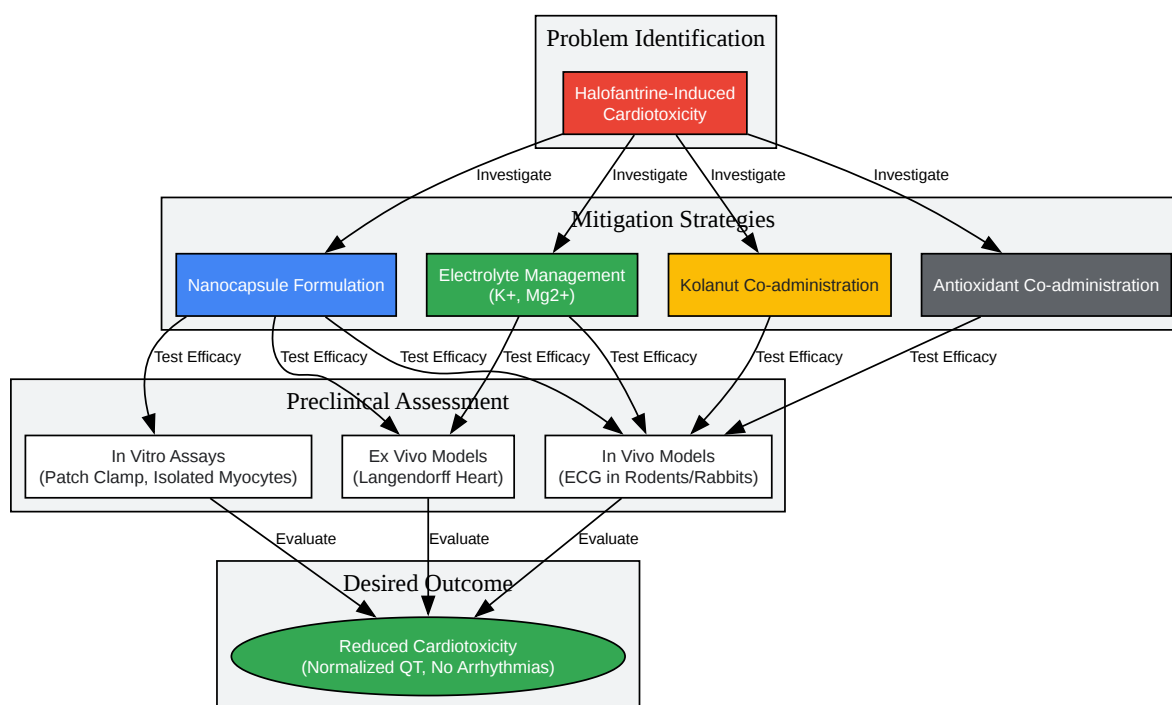 Problem Identification
Halofantrine-Induced
Cardiotoxicity
Investigate
Investigate
Investigate
Investigate
Mitigation Strategies
Nanocapsule Formulation
Electrolyte Management
(K+, Mg2+)
Kolanut Co-administration
Antioxidant Co-administration
Test Efficacy
Test Efficacy
Test Efficacy
Test Efficacy
Test Efficacy
Test Efficacy
Test Efficacy
Preclinical Assessment
In Vitro Assays
(Patch Clamp, Isolated Myocytes)
Ex Vivo Models
(Langendorff Heart)
In Vivo Models
(ECG in Rodents/Rabbits)
Evaluate
Evaluate
Evaluate
Desired Outcome
Reduced Cardiotoxicity
(Normalized QT, No Arrhythmias)